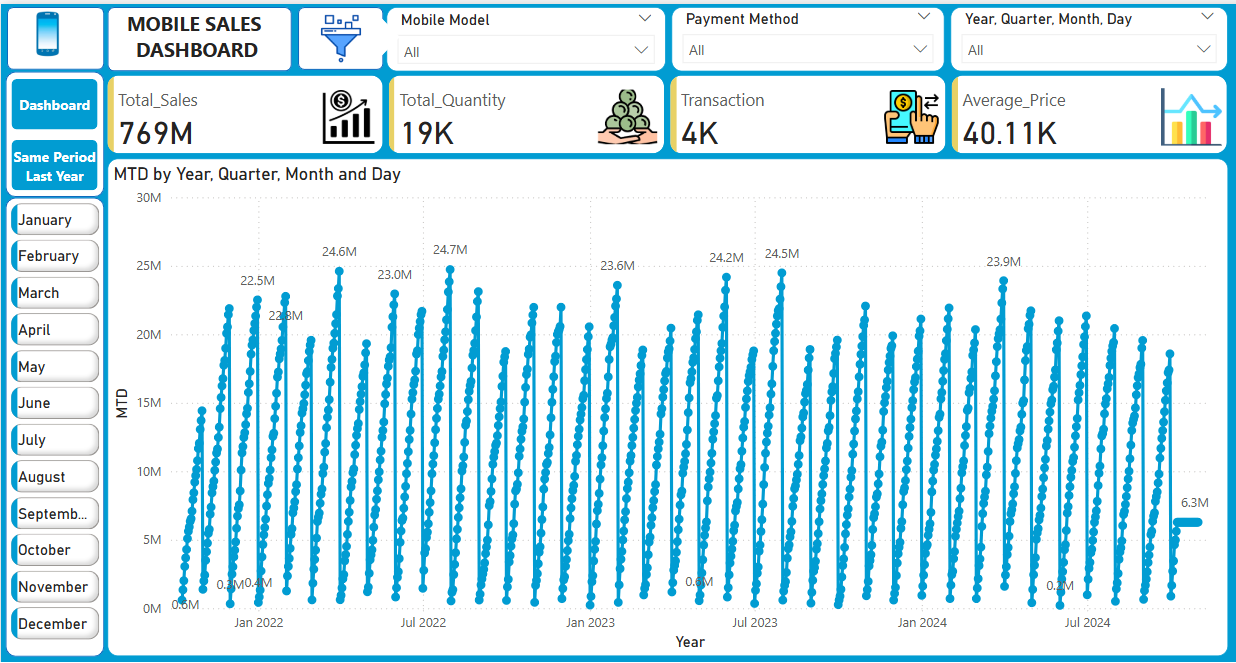 MOBILE SALES
DASHBOARD
Mobile Model
All
Payment Method
All
Year, Quarter, Month, Day
All
Dashboard
Same Period
Last Year
Total_Sales
769M
Total_Quantity
19K
Transaction
4K
Average_Price
40.11K
January
February
March
April
May
June
July
August
Septemb...
October
November
December
MTD by Year, Quarter, Month and Day
MTD
30M
25M
20M
15M
10M
5M
0M
0.6M
0.3M
0.4M
22.5M
22.8M
24.6M
23.0M
24.7M
23.6M
0.6M
24.2M
24.5M
23.9M
6.3M
Jan 2022
Jul 2022
Jan 2023
Jul 2023
Jan 2024
Jul 2024
Year